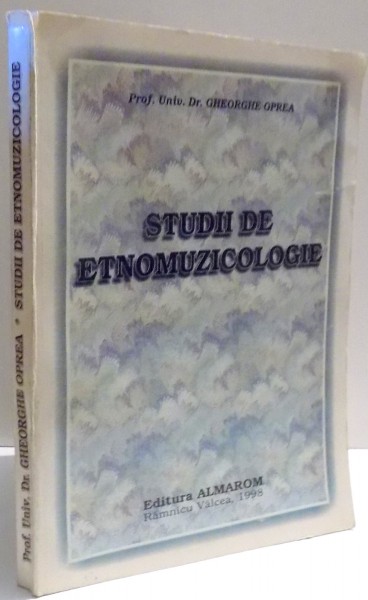 Prof. Univ. Dr. GHEORGHE OPREA
STUDII DE
ETNOMUZICOLOGIE
Editura ALMAROM
Râmnicu Vâlcea, 1998
Prof. Univ. Dr. GHEORGHE OPREA * STUDII DE ETNOMUZICOLOGIE